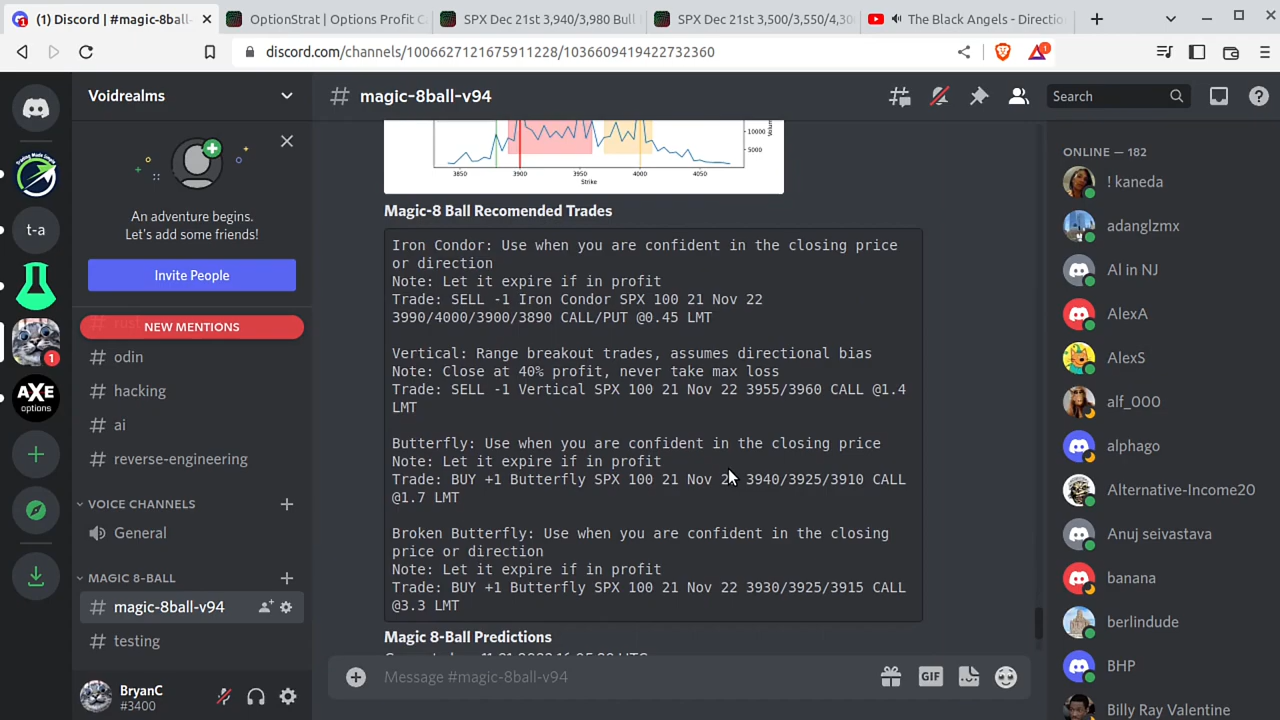 Discord | #magic-8ball-
OptionStrat | Options Profit C
SPX Dec 21st 3,940/3,980 Bull
SPX Dec 21st 3,500/3,550/4,30
The Black Angels - Directio
discord.com/channels/1006627121675911228/1036609419422732360
1
Voidrealms
# magic-8ball-v94
Search
An adventure begins.
Let's add some friends!
Invite People
NEW MENTIONS
# odin
# hacking
# ai
# reverse-engineering
VOICE CHANNELS
General
MAGIC 8-BALL
# magic-8ball-v94
# testing
BryanC
#3400
t-a
1
AXE
options
10000
5000
3850 3900 3950 4000 4050
Strike
Magic-8 Ball Recomended Trades
Iron Condor: Use when you are confident in the closing price
or direction
Note: Let it expire if in profit
Trade: SELL -1 Iron Condor SPX 100 21 Nov 22
3990/4000/3900/3890 CALL/PUT @0.45 LMT
Vertical: Range breakout trades, assumes directional bias
Note: Close at 40% profit, never take max loss
Trade: SELL -1 Vertical SPX 100 21 Nov 22 3955/3960 CALL @1.4
LMT
Butterfly: Use when you are confident in the closing price
Note: Let it expire if in profit
Trade: BUY +1 Butterfly SPX 100 21 Nov 22 3940/3925/3910 CALL
@1.7 LMT
Broken Butterfly: Use when you are confident in the closing
price or direction
Note: Let it expire if in profit
Trade: BUY +1 Butterfly SPX 100 21 Nov 22 3930/3925/3915 CALL
@3.3 LMT
Magic 8-Ball Predictions
Message #magic-8ball-v94
GIF
ONLINE — 182
! kaneda
adanglzmx
Al in NJ
AlexA
AlexS
alf_000
alphago
Alternative-Income20
Anuj seivastava
banana
berlindude
BHP
Billy Ray Valentine